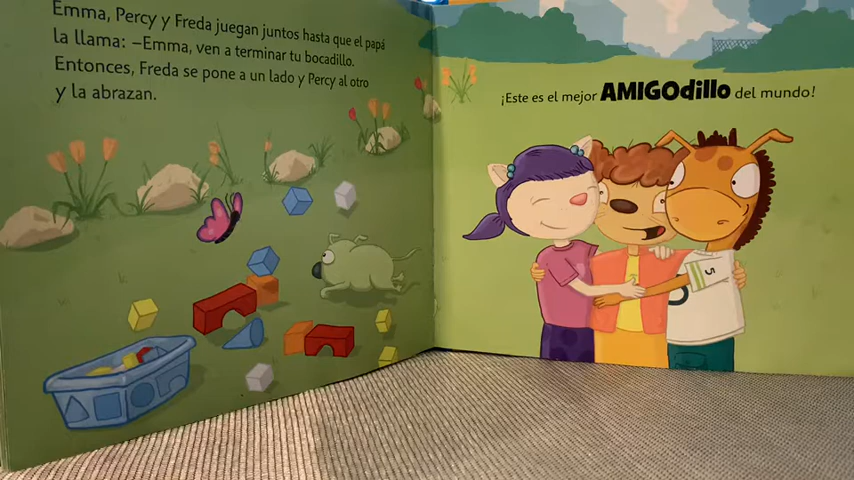 Emma, Percy y Freda juegan juntos hasta que el papá
la llama: –Emma, ven a terminar tu bocadillo.
Entonces, Freda se pone a un lado y Percy al otro
y la abrazan.
¡Este es el mejor AMIGOdillo del mundo!
5